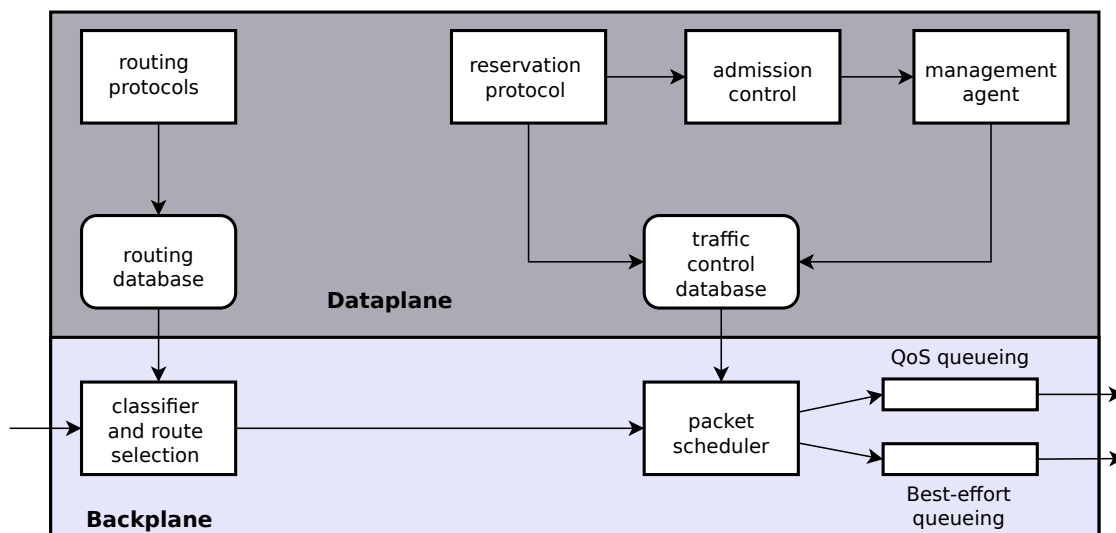 routing
protocols
reservation
protocol
admission
control
management
agent
routing
database
traffic
control
database
Dataplane
QoS queueing
classifier
and route
selection
packet
scheduler
Best-effort
queueing
Backplane